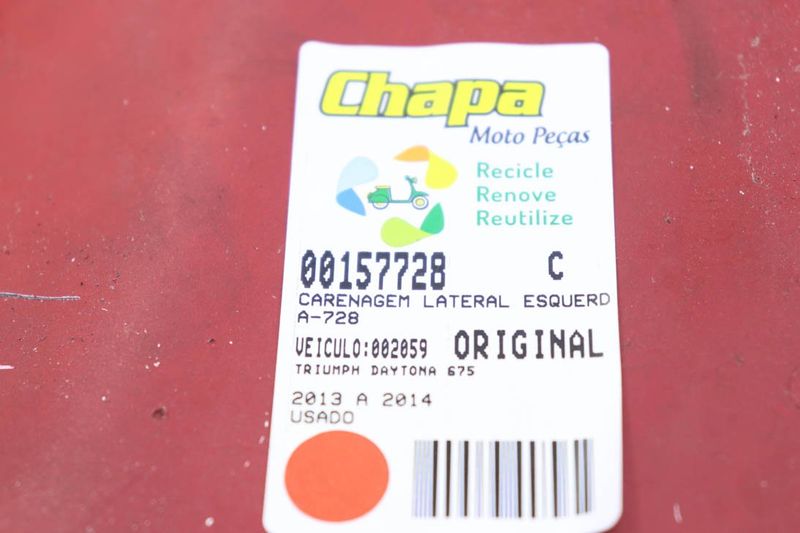 Chapa
Moto Peças
Recicle
Renove
Reutilize
00157728 C
CARENAGEM LATERAL ESQUERD
A-728
VEICULO:002059 ORIGINAL
TRIUMPH DAYTONA 675
2013 A 2014
USADO